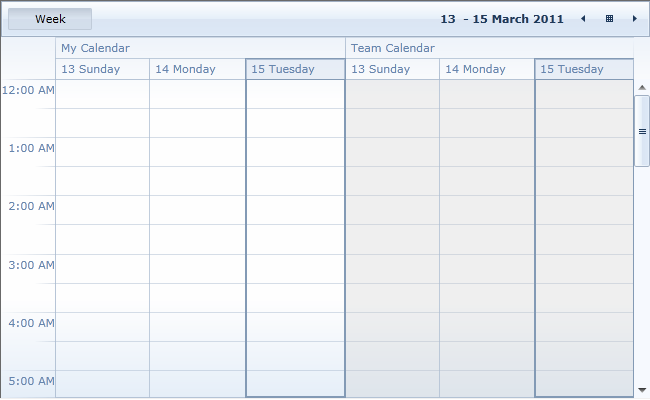 Week
13 - 15 March 2011
My Calendar
Team Calendar
13 Sunday
14 Monday
15 Tuesday
13 Sunday
14 Monday
15 Tuesday
12:00 AM
1:00 AM
2:00 AM
3:00 AM
4:00 AM
5:00 AM